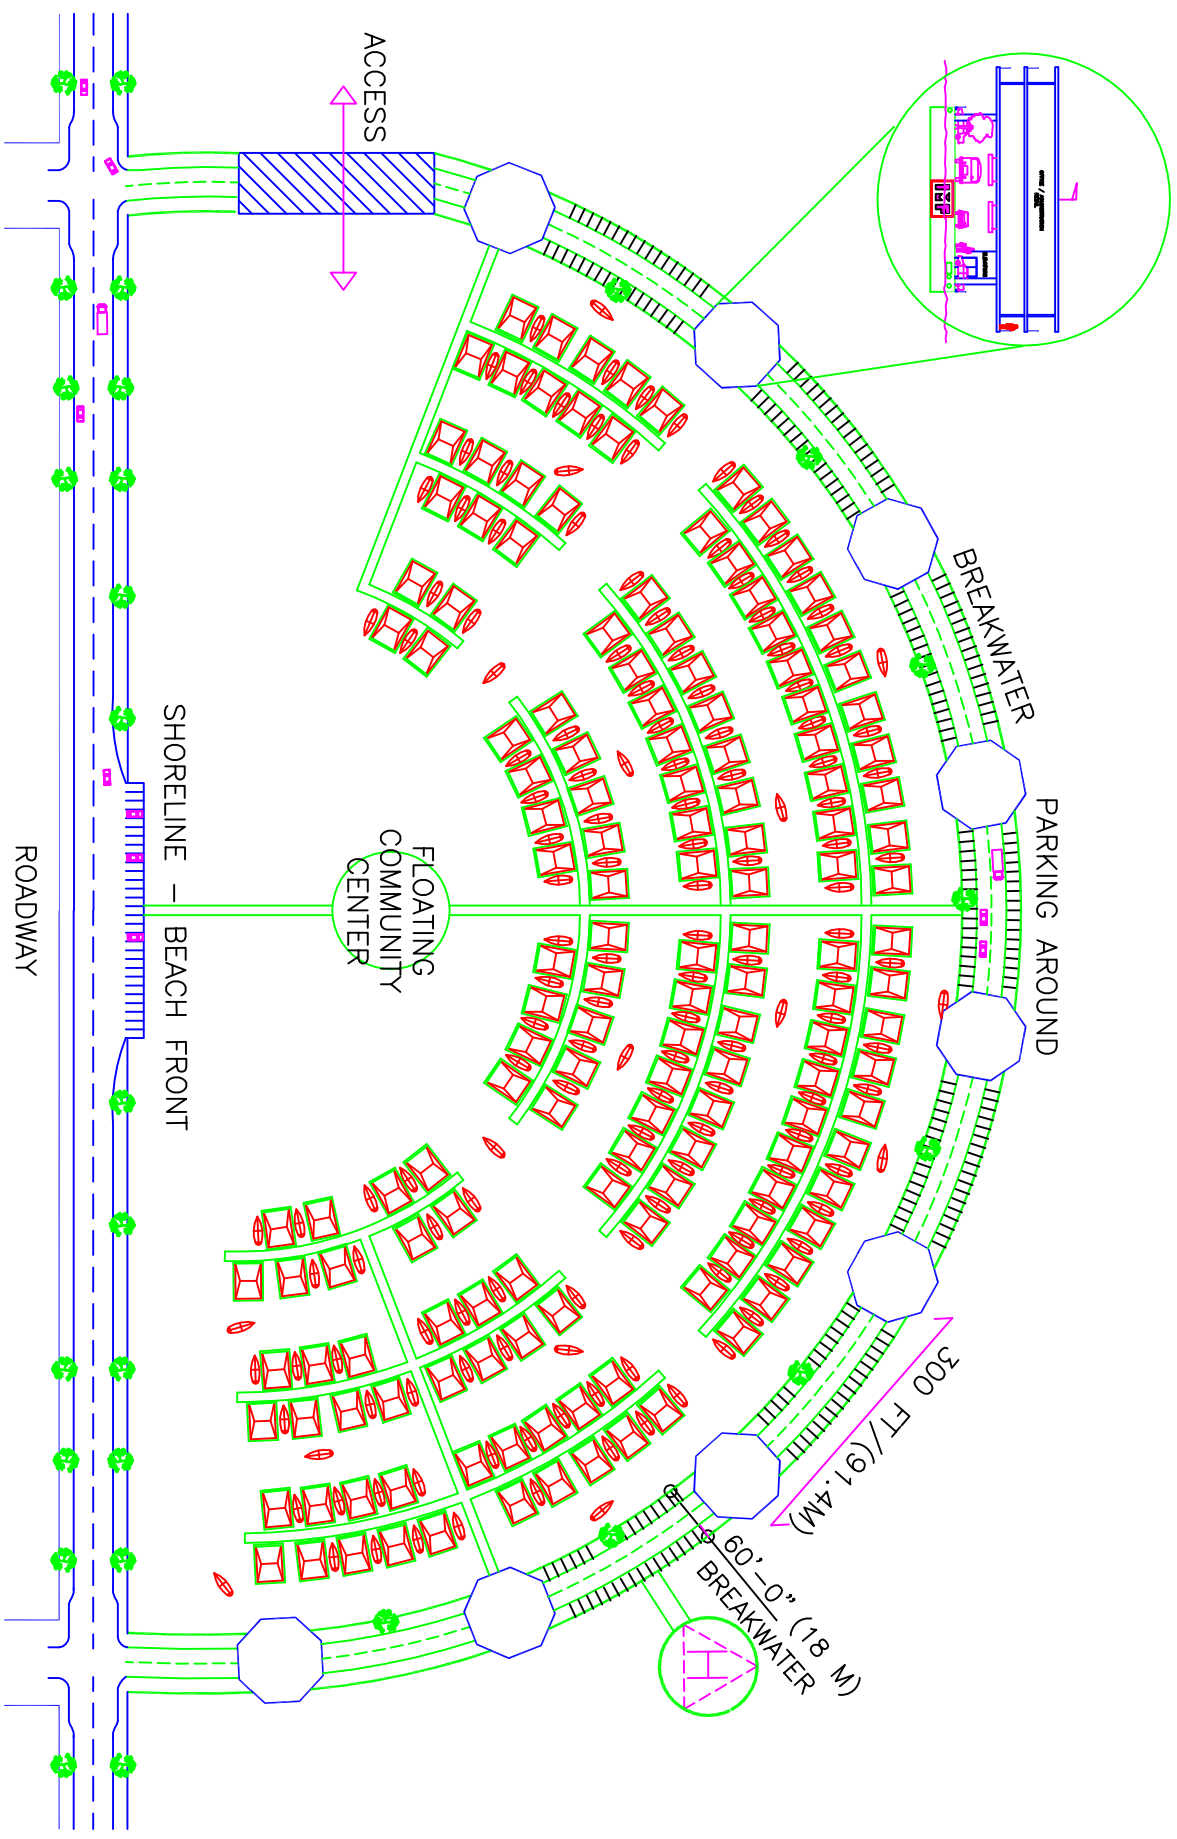 ACCESS
BREAKWATER
PARKING AROUND
300 FT/(91.4M)
60'-0" (18 M)
BREAKWATER
H
FLOATING
COMMUNITY
CENTER
SHORELINE - BEACH FRONT
ROADWAY